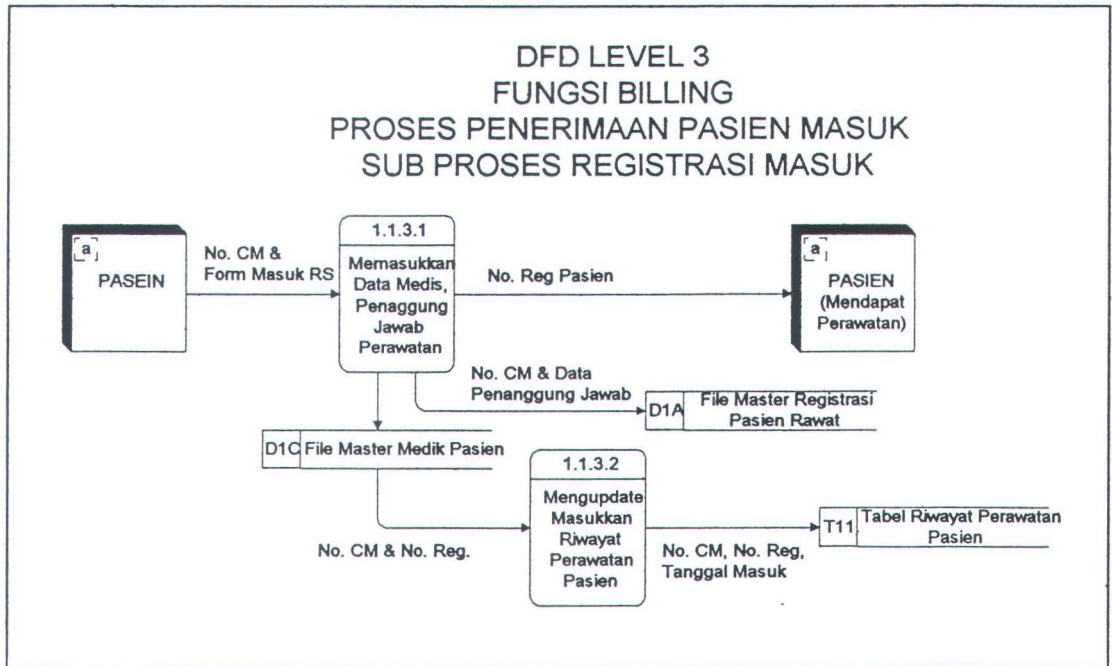 DFD LEVEL 3
FUNGSI BILLING
PROSES PENERIMAAN PASIEN MASUK
SUB PROSES REGISTRASI MASUK
a
PASEIN
No. CM &
Form Masuk RS
1.1.3.1
Memasukkan
Data Medis,
Penaggung
Jawab
Perawatan
No. Reg Pasien
a
PASIEN
(Mendapat
Perawatan)
No. CM & Data
Penanggung Jawab
D1A
File Master Registrasi
Pasien Rawat
D1C File Master Medik Pasien
1.1.3.2
Mengupdate
Masukkan
Riwayat
Perawatan
Pasien
No. CM & No. Reg.
No. CM, No. Reg,
Tanggal Masuk
T11
Tabel Riwayat Perawatan
Pasien